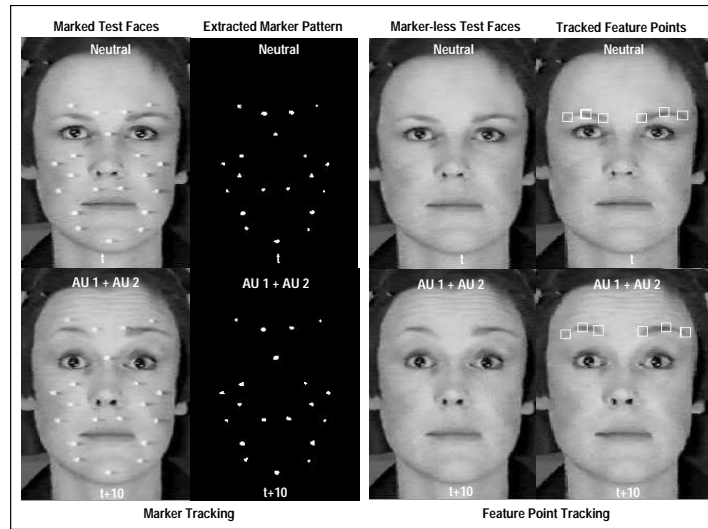 Marked Test Faces
Extracted Marker Pattern
Marker-less Test Faces
Tracked Feature Points
Neutral
Neutral
Neutral
Neutral
t
t
t
t
AU 1 + AU 2
AU 1 + AU 2
AU 1 + AU 2
AU 1 + AU 2
t+10
t+10
t+10
t+10
Marker Tracking
Feature Point Tracking